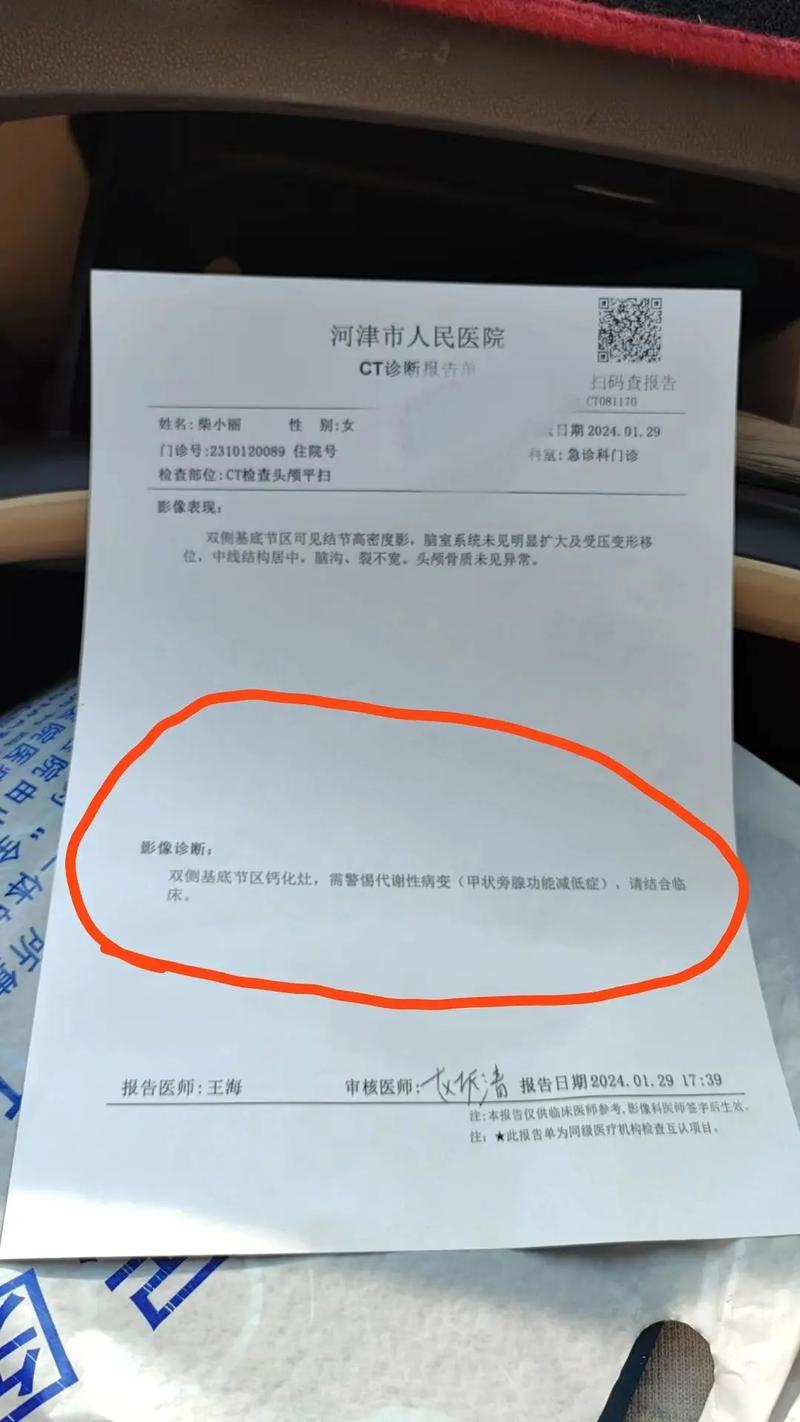 河津市人民医院
CT诊断报告单
扫码查报告
CT081170
姓名:柴小丽 性 别:女 日期 2024.01.29
门诊号:2310120089 住院号 科室:急诊科门诊
检查部位:CT检查头颅平扫
影像表现:
双侧基底节区可见结节高密度影，脑室系统未见明显扩大及受压变形移
位，中线结构居中，脑沟、裂不宽。头颅骨质未见异常。
影像诊断:
双侧基底节区钙化灶，需警惕代谢性病变（甲状旁腺功能减低症），请结合临
床。
报告医师:王海 审核医师: 报告日期2024.01.29 17:39
注:本报告仅供临床医师参考,影像科医师签字后生效。
注: ★此报告单为同级医疗机构检查互认项目。